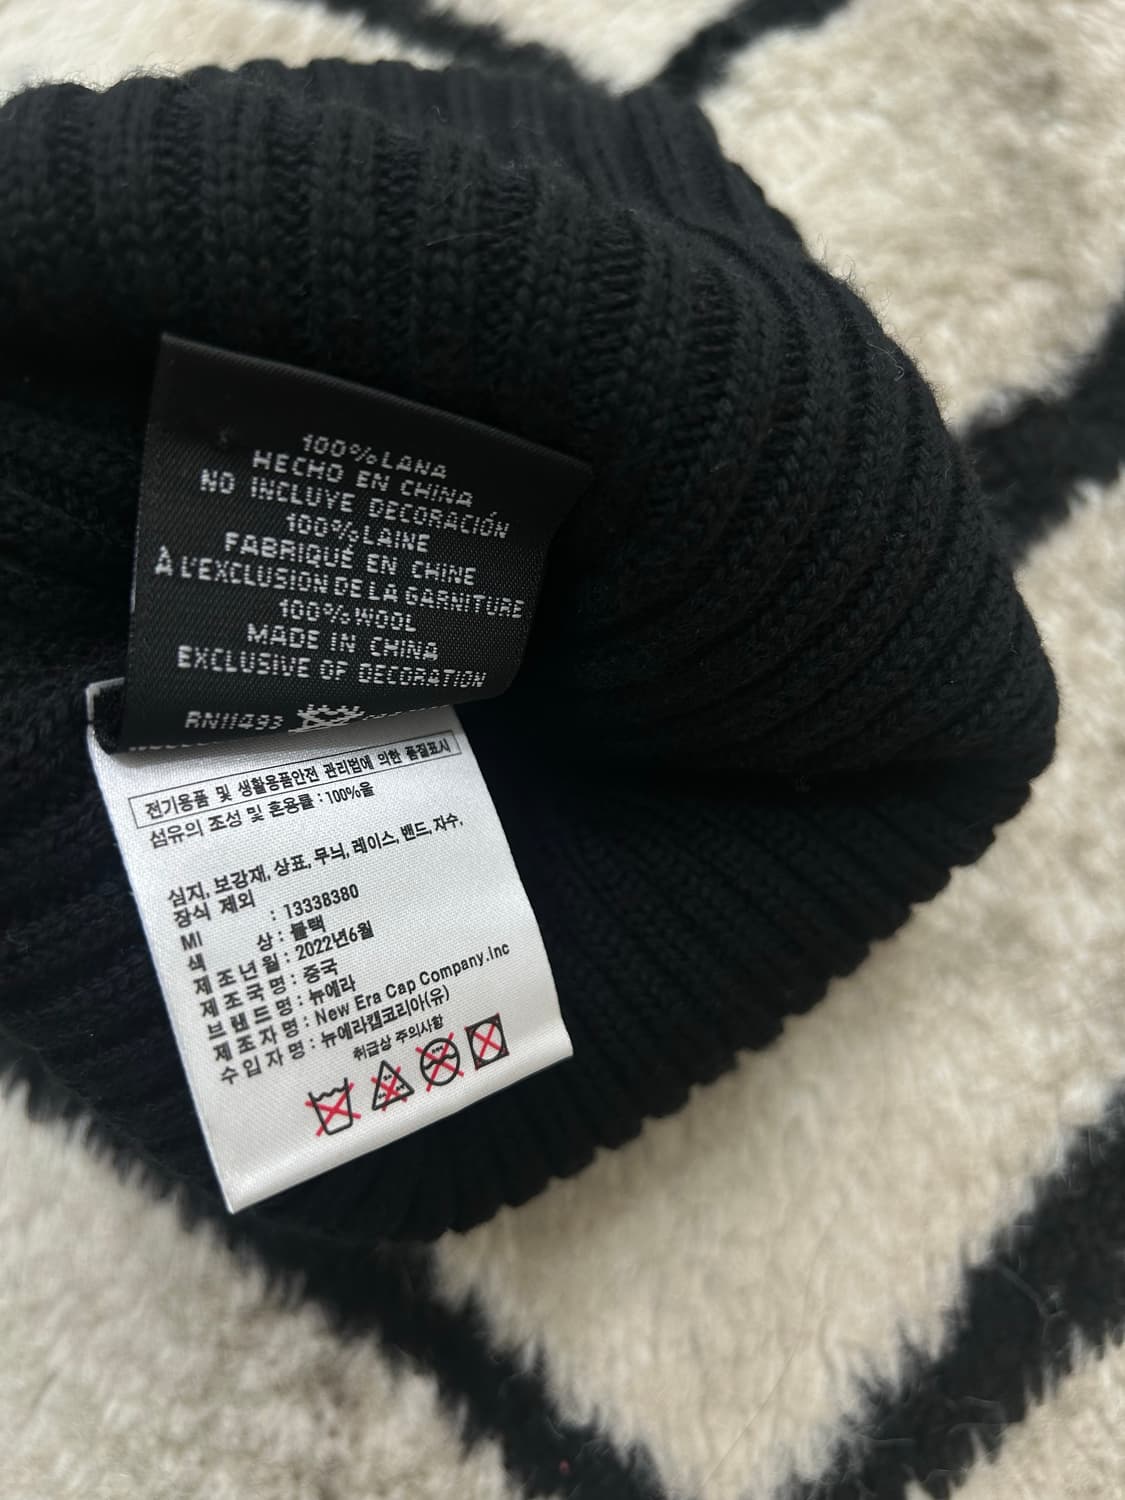 100%LANA
HECHO EN CHINA
NO INCLUYE DECORACIÓN
100%LAINE
FABRIQUÉ EN CHINE
À L'EXCLUSION DE LA GARNITURE
100%WOOL
MADE IN CHINA
EXCLUSIVE OF DECORATION
RN11493
전기용품 및 생활용품안전 관리법에 의한 품질표시
섬유의 조성 및 혼용률 : 100%울
심지, 보강재, 상표, 무늬, 레이스, 밴드, 자수,
장식 제외
MI : 13338380
색 상 : 블랙
제 조 년 월 : 2022년6월
제 조 국 명 : 중국
브 랜 드 명 : 뉴에라
제 조 자 명 : New Era Cap Company.inc
수 입 자 명 : 뉴에라캡코리아(유)
취급상 주의사항